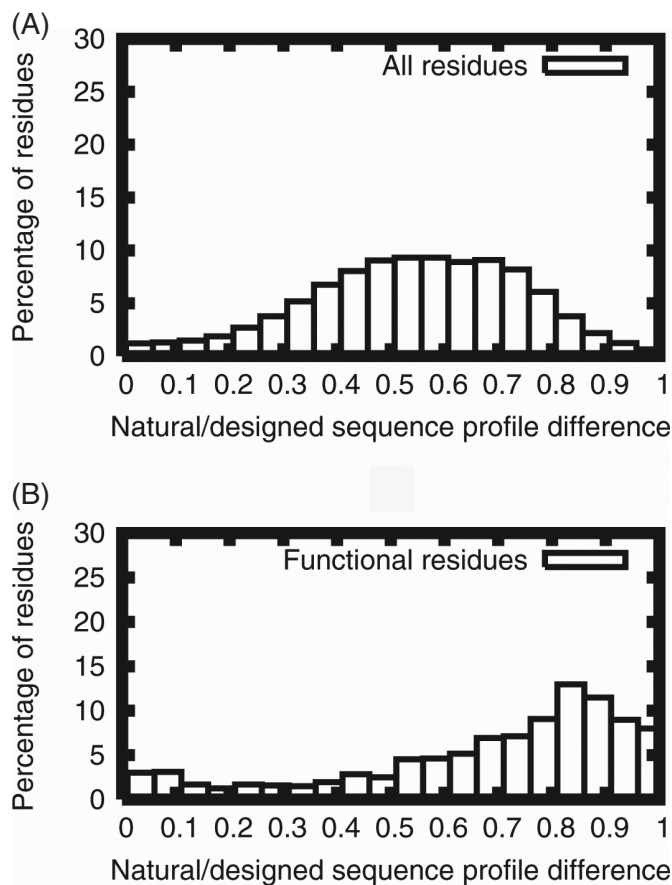 (A)
Percentage of residues
30
25
20
15
10
5
0
All residues
0 0.1 0.2 0.3 0.4 0.5 0.6 0.7 0.8 0.9 1
Natural/designed sequence profile difference
(B)
Percentage of residues
30
25
20
15
10
5
0
Functional residues
0 0.1 0.2 0.3 0.4 0.5 0.6 0.7 0.8 0.9 1
Natural/designed sequence profile difference